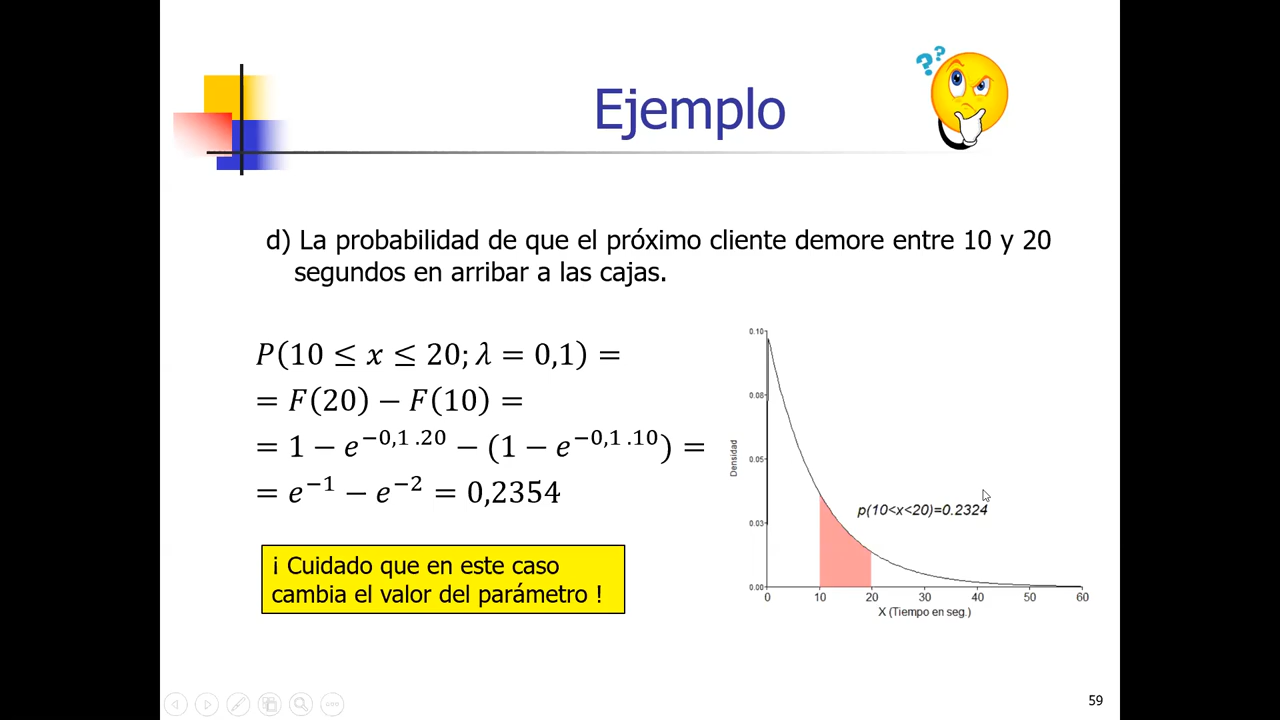 ??
Ejemplo
d) La probabilidad de que el próximo cliente demore entre 10 y 20
segundos en arribar a las cajas.
P(10 ≤ x ≤ 20; λ = 0,1) =
= F(20) − F(10) =
= 1 − e^{−0,1 .20} − (1 − e^{−0,1 .10}) =
= e^{−1} − e^{−2} = 0,2354
¡ Cuidado que en este caso
cambia el valor del parámetro !
0.10
0.08
0.05
0.03
0.00
Densidad
p(10<x<20)=0.2324
0 10 20 30 40 50 60
X (Tiempo en seg.)
59